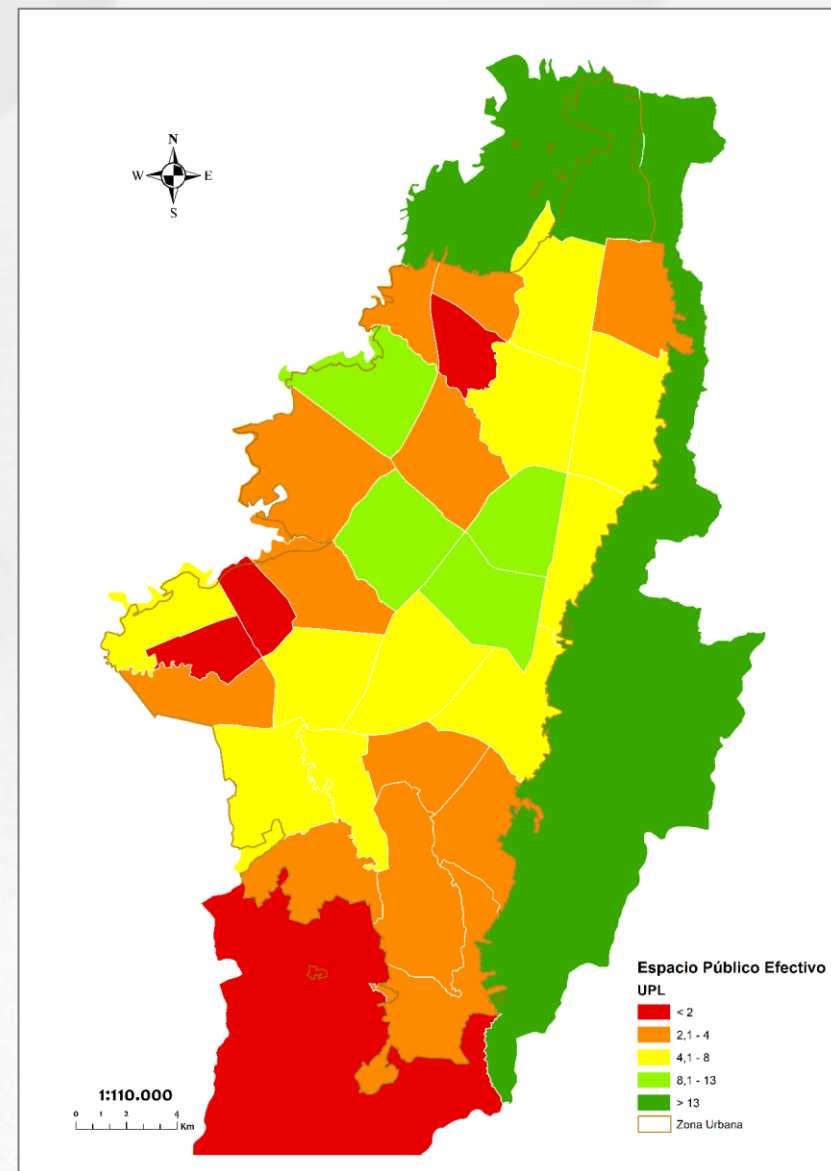 N
W E
S
Espacio Público Efectivo
UPL
< 2
2,1 - 4
4,1 - 8
8,1 - 13
> 13
Zona Urbana
1:110.000
0 1 2 4
Km